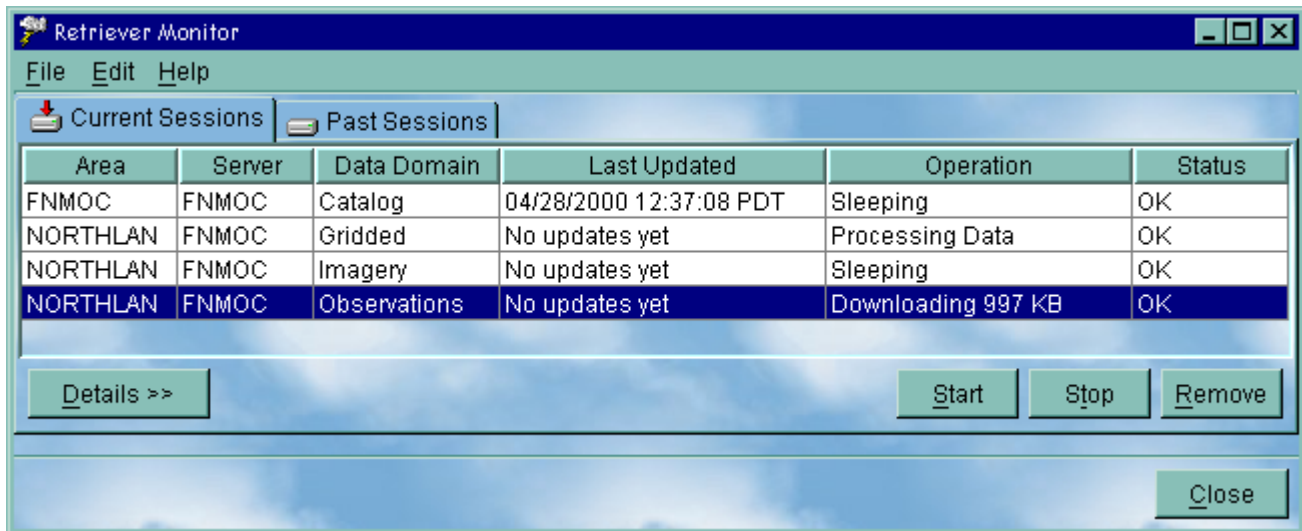 Retriever Monitor
File Edit Help
Current Sessions Past Sessions
Area Server Data Domain Last Updated Operation Status
FNMOC FNMOC Catalog 04/28/2000 12:37:08 PDT Sleeping OK
NORTHLAN FNMOC Gridded No updates yet Processing Data OK
NORTHLAN FNMOC Imagery No updates yet Sleeping OK
NORTHLAN FNMOC Observations No updates yet Downloading 997 KB OK
Details >> Start Stop Remove
Close